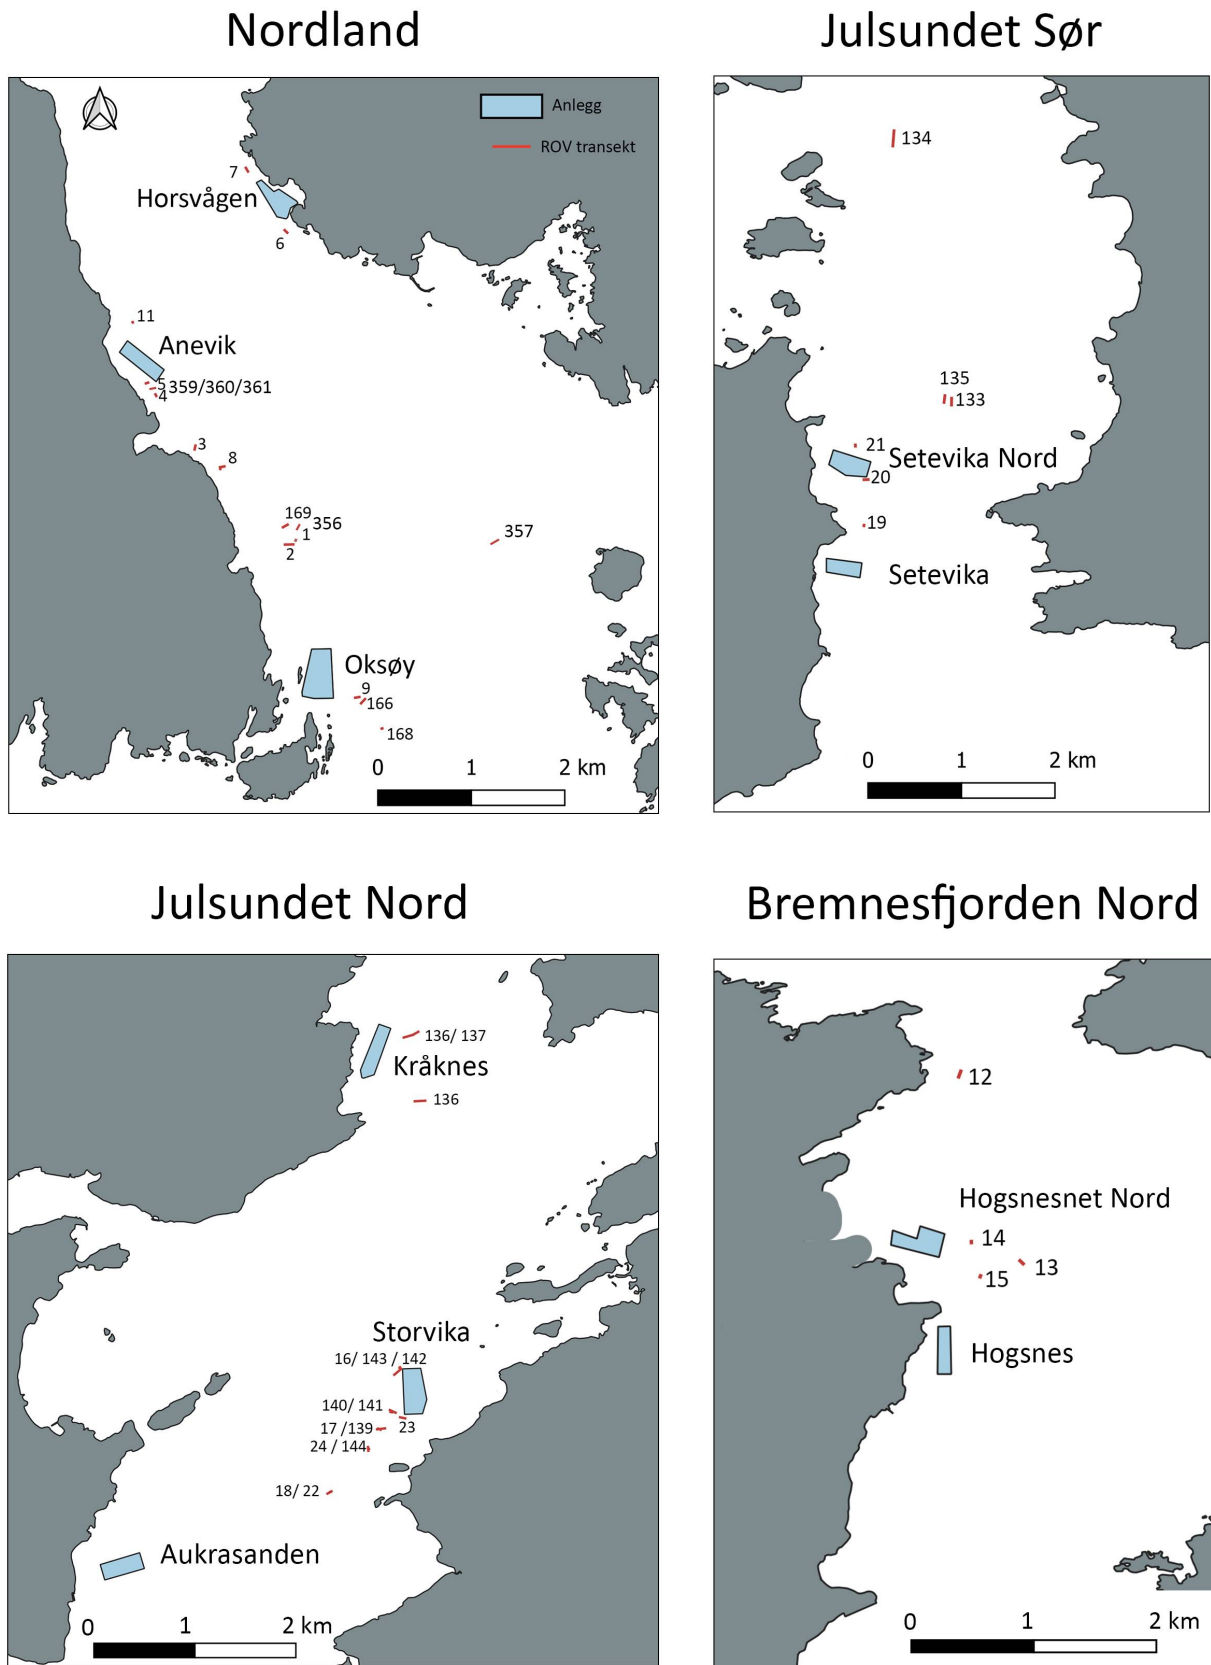 Nordland
Anlegg
ROV transekt
7
Horsvågen
6
11
Anevik
5 359/360/361
4
3
8
169 356
1
2
357
Oksøy
9
166
168
0 1 2 km
Julsundet Sør
134
135
133
21
Setevika Nord
20
19
Setevika
0 1 2 km
Julsundet Nord
136/ 137
Kråknes
136
Storvika
16/ 143 / 142
140/ 141
23
17 /139
24 / 144
18/ 22
Aukrasanden
0 1 2 km
Bremnesfjorden Nord
12
Hogsnesnet Nord
14
13
15
Hogsnes
0 1 2 km